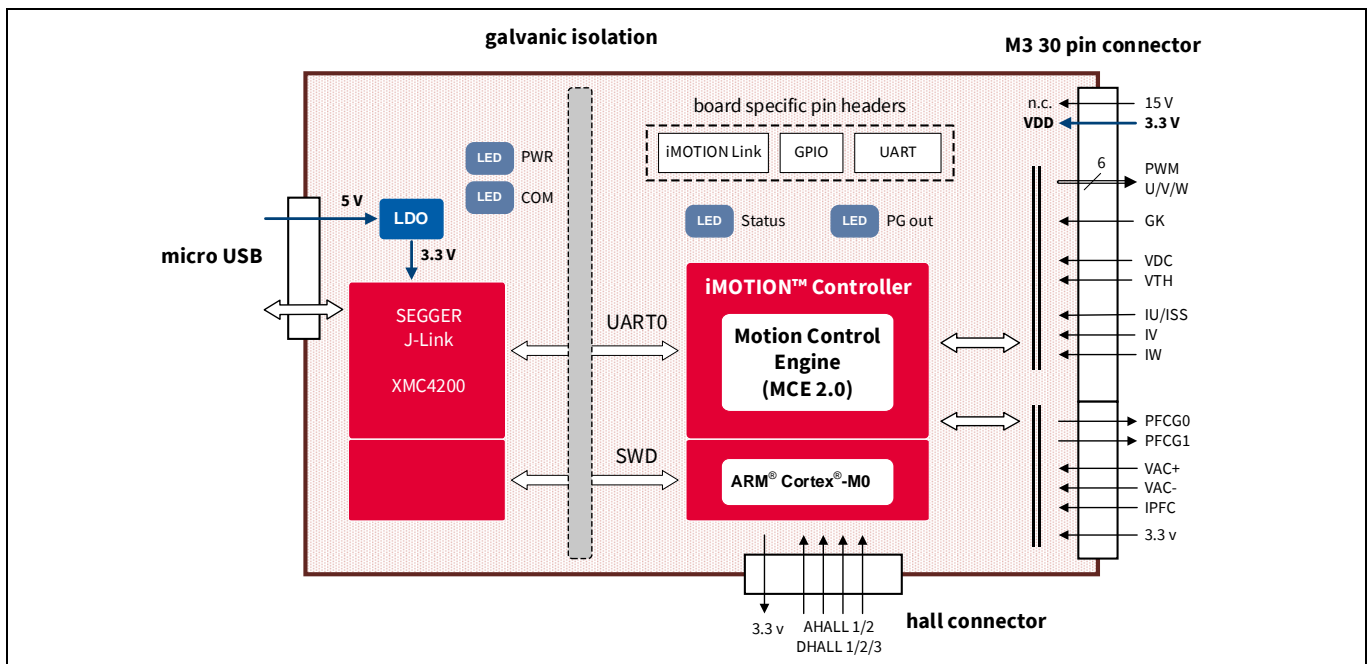 galvanic isolation
M3 30 pin connector
board specific pin headers
iMOTION Link
GPIO
UART
n.c.
15 V
VDD
3.3 V
LED PWR
LED COM
6
PWM
U/V/W
5 V
LDO
LED Status
LED PG out
GK
micro USB
3.3 V
VDC
VTH
SEGGER
J-Link
XMC4200
UART0
iMOTION™ Controller
Motion Control
Engine
(MCE 2.0)
IU/ISS
IV
IW
PFCG0
PFCG1
SWD
ARM® Cortex®-M0
VAC+
VAC-
IPFC
3.3 v
hall connector
3.3 v
AHALL 1/2
DHALL 1/2/3